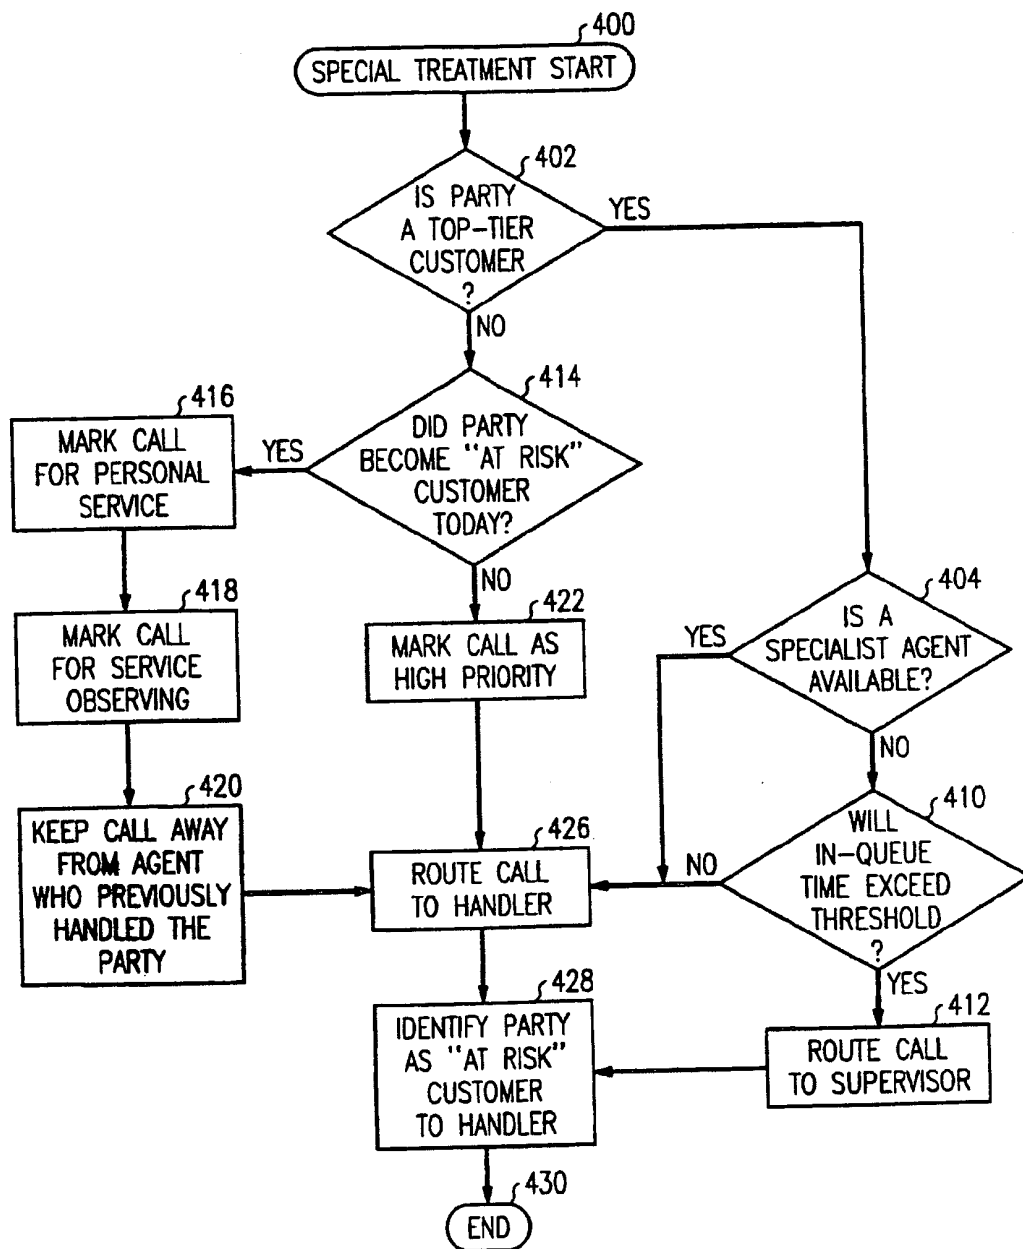 400
SPECIAL TREATMENT START
402
IS PARTY
A TOP-TIER
CUSTOMER
?
YES
NO
414
DID PARTY
BECOME "AT RISK"
CUSTOMER
TODAY?
YES
NO
416
MARK CALL
FOR PERSONAL
SERVICE
418
MARK CALL
FOR SERVICE
OBSERVING
420
KEEP CALL AWAY
FROM AGENT
WHO PREVIOUSLY
HANDLED THE
PARTY
422
MARK CALL AS
HIGH PRIORITY
404
IS A
SPECIALIST AGENT
AVAILABLE?
YES
NO
410
WILL
IN-QUEUE
TIME EXCEED
THRESHOLD
?
NO
YES
412
ROUTE CALL
TO SUPERVISOR
426
ROUTE CALL
TO HANDLER
428
IDENTIFY PARTY
AS "AT RISK"
CUSTOMER
TO HANDLER
430
END